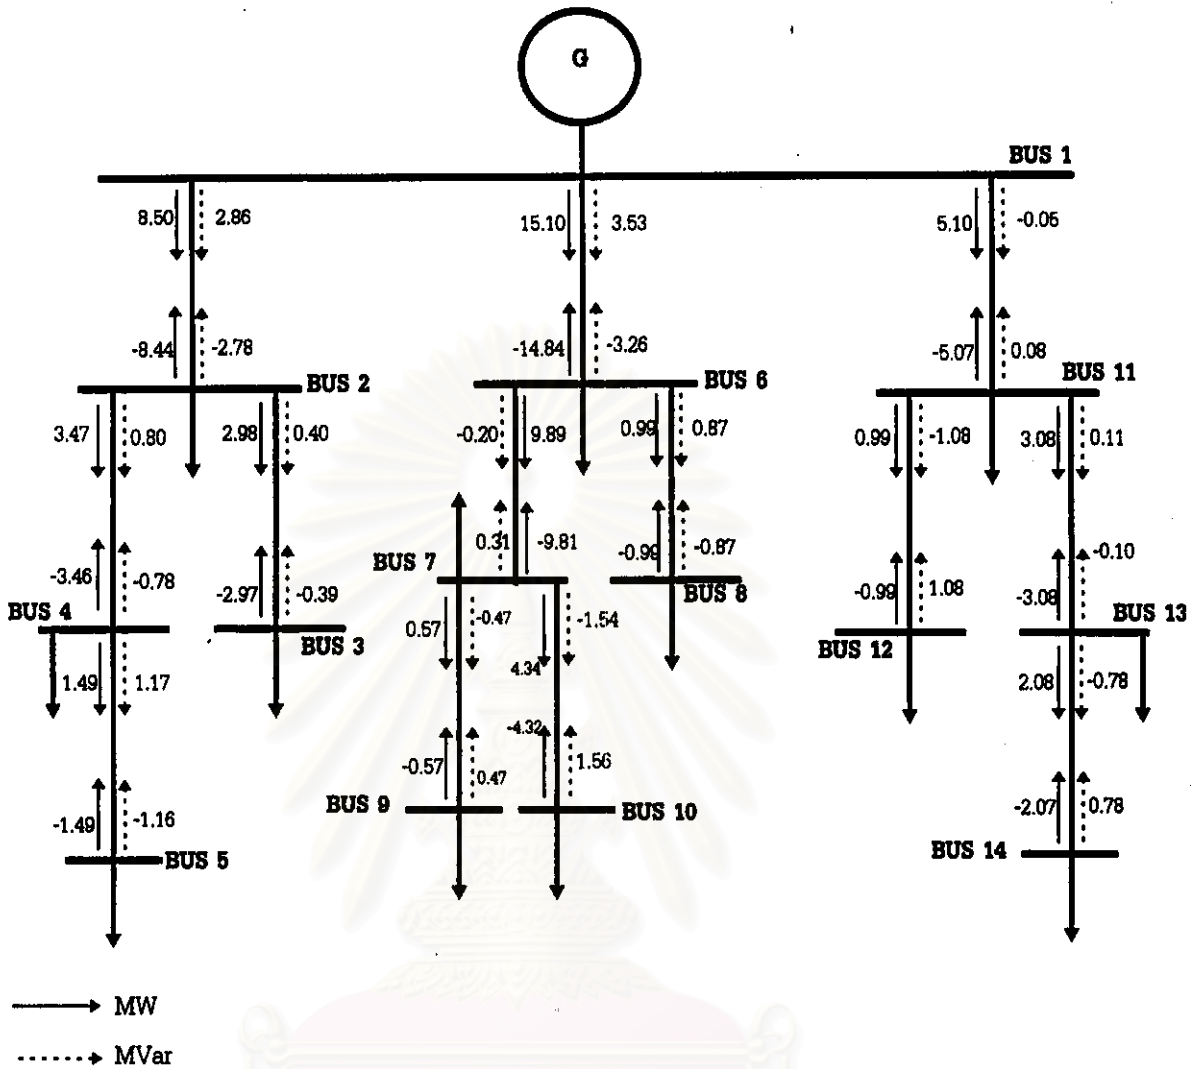 G
BUS 1
8.50 2.86 15.10 3.53 5.10 -0.05
-8.44 -2.78 -14.84 -3.26 -5.07 0.08
BUS 2 BUS 6 BUS 11
3.47 0.80 2.98 0.40 -0.20 9.89 0.99 0.87 0.99 -1.08 3.08 0.11
0.31 -9.81 -0.99 -0.87 -0.10
BUS 7 BUS 8
-3.46 -0.78 -2.97 -0.39 -0.99 1.08 -3.08
BUS 4 BUS 3 BUS 12 BUS 13
0.57 -0.47 4.34 -1.54
1.49 1.17 2.08 -0.78
-4.32
-0.57 0.47 1.56
BUS 9 BUS 10
-1.49 -1.16 -2.07 0.78
BUS 5 BUS 14
MW
MVar